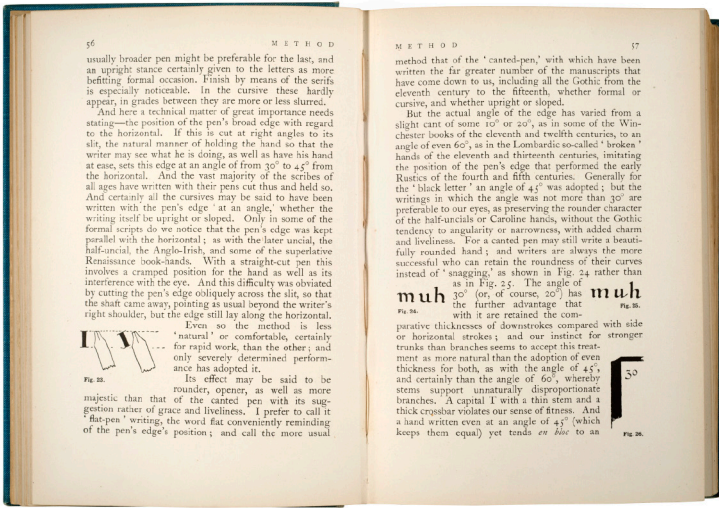 56 METHOD
usually broader pen might be preferable for the last, and
an upright stance certainly given to the letters as more
befitting formal occasion. Finish by means of the serifs
is especially noticeable. In the cursive these hardly
appear, in grades between they are more or less slurred.
And here a technical matter of great importance needs
stating—the position of the pen's broad edge with regard
to the horizontal. If this is cut at right angles to its
slit, the natural manner of holding the hand so that the
writer may see what he is doing, as well as have his hand
at ease, sets this edge at an angle of from 30° to 45° from
the horizontal. And the vast majority of the scribes of
all ages have written with their pens cut thus and held so.
And certainly all the cursives may be said to have been
written with the pen's edge ' at an angle,' whether the
writing itself be upright or sloped. Only in some of the
formal scripts do we notice that the pen's edge was kept
parallel with the horizontal ; as with the later uncial, the
half-uncial, the Anglo-Irish, and some of the superlative
Renaissance book-hands. With a straight-cut pen this
involves a cramped position for the hand as well as its
interference with the eye. And this difficulty was obviated
by cutting the pen's edge obliquely across the slit, so that
the shaft came away, pointing as usual beyond the writer's
right shoulder, but the edge still lay along the horizontal.
Even so the method is less
' natural ' or comfortable, certainly
for rapid work, than the other ; and
only severely determined perform-
ance has adopted it.
Fig. 23.
Its effect may be said to be
rounder, opener, as well as more
majestic than that of the canted pen with its sug-
gestion rather of grace and liveliness. I prefer to call it
' flat-pen ' writing, the word flat conveniently reminding
of the pen's edge's position ; and call the more usual
METHOD 57
method that of the ' canted-pen,' with which have been
written the far greater number of the manuscripts that
have come down to us, including all the Gothic from the
eleventh century to the fifteenth, whether formal or
cursive, and whether upright or sloped.
But the actual angle of the edge has varied from a
slight cant of some 10° or 20°, as in some of the Win-
chester books of the eleventh and twelfth centuries, to an
angle of even 60°, as in the Lombardic so-called ' broken '
hands of the eleventh and thirteenth centuries, imitating
the position of the pen's edge that performed the early
Rustics of the fourth and fifth centuries. Generally for
the ' black letter ' an angle of 45° was adopted ; but the
writings in which the angle was not more than 30° are
preferable to our eyes, as preserving the rounder character
of the half-uncials or Caroline hands, without the Gothic
tendency to angularity or narrowness, with added charm
and liveliness. For a canted pen may still write a beauti-
fully rounded hand ; and writers are always the more
successful who can retain the roundness of their curves
instead of ' snagging,' as shown in Fig. 24 rather than
as in Fig. 25. The angle of
30° (or, of course, 20°) has
the further advantage that
with it are retained the com-
muh
Fig. 24.
muh
Fig. 25.
parative thicknesses of downstrokes compared with side
or horizontal strokes ; and our instinct for stronger
trunks than branches seems to accept this treat-
ment as more natural than the adoption of even
thickness for both, as with the angle of 45°,
and certainly than the angle of 60°, whereby
stems support unnaturally disproportionate
branches. A capital T with a thin stem and a
thick crossbar violates our sense of fitness. And
a hand written even at an angle of 45° (which
keeps them equal) yet tends en bloc to an
30
Fig. 26.